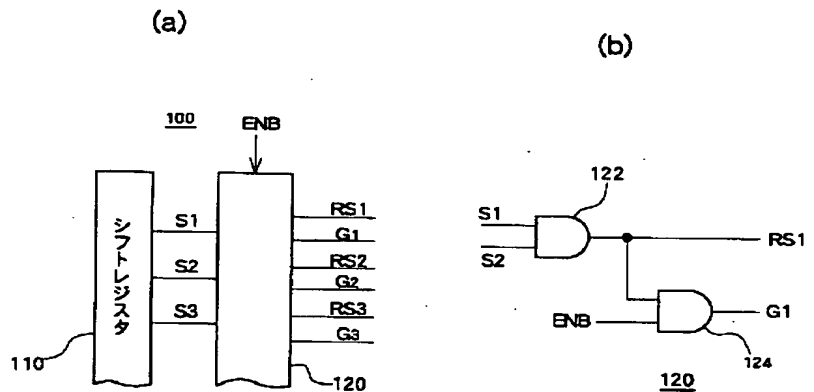 (a)
100
ENB
シフトレジスタ
S1
S2
S3
RS1
G1
RS2
G2
RS3
G3
110
120
(b)
122
S1
S2
RS1
ENB
G1
124
120